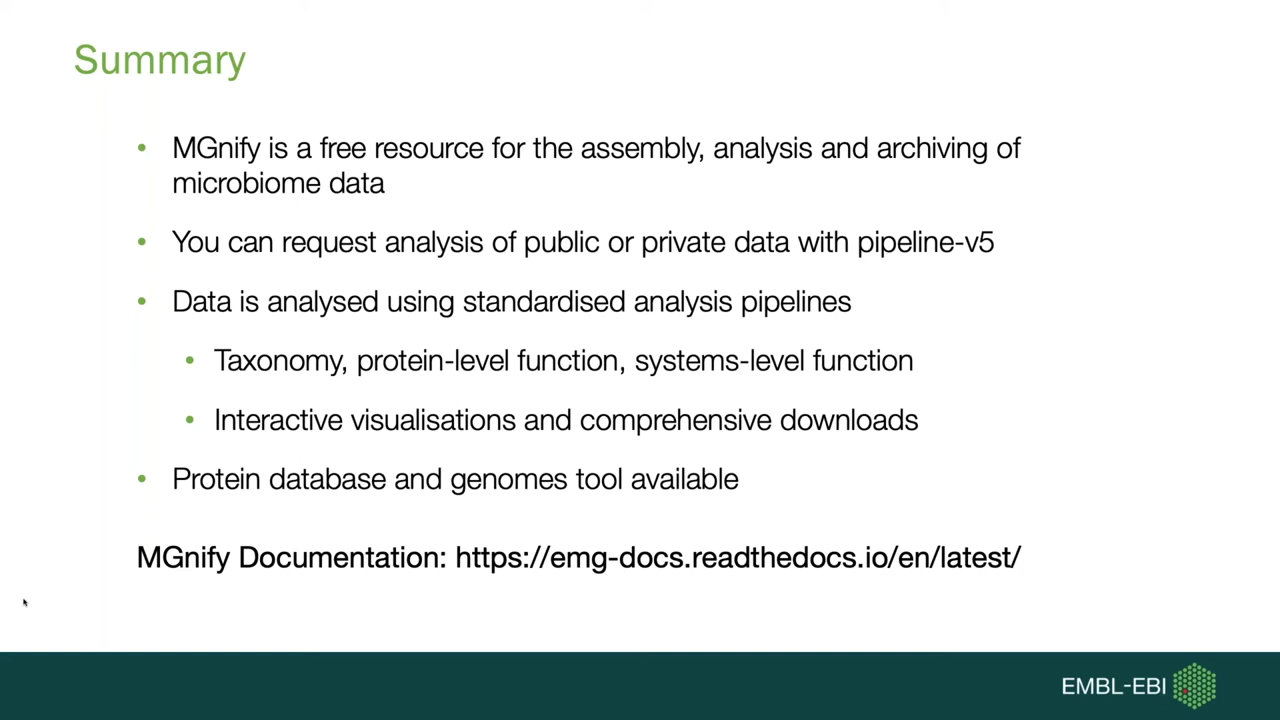 Summary
• MGnify is a free resource for the assembly, analysis and archiving of
microbiome data
• You can request analysis of public or private data with pipeline-v5
• Data is analysed using standardised analysis pipelines
• Taxonomy, protein-level function, systems-level function
• Interactive visualisations and comprehensive downloads
• Protein database and genomes tool available
MGnify Documentation: https://emg-docs.readthedocs.io/en/latest/
EMBL-EBI